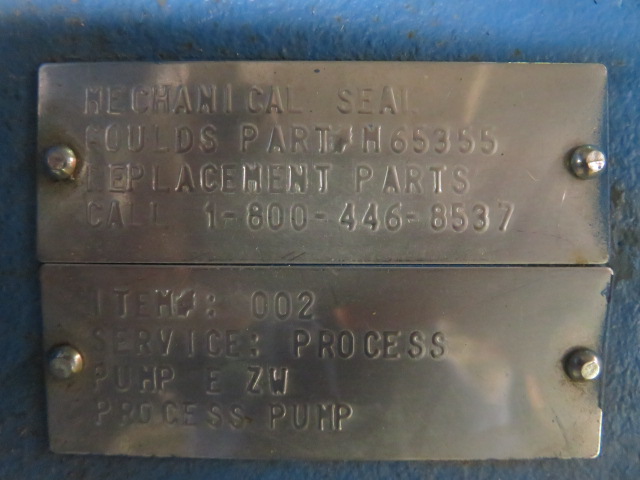 MECHANICAL SEAL
GOULDS PART# H65355
REPLACEMENT PARTS
CALL 1-800-446-8537
ITEM#: 002
SERVICE: PROCESS
PUMP E ZW
PROCESS PUMP